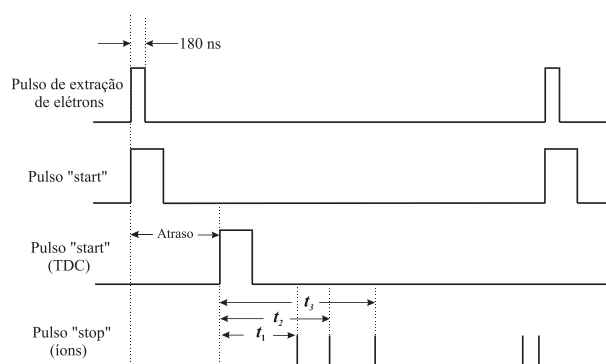 180 ns
Pulso de extração
de elétrons
Pulso "start"
Atraso
Pulso "start"
(TDC)
t3
t2
t1
Pulso "stop"
(íons)